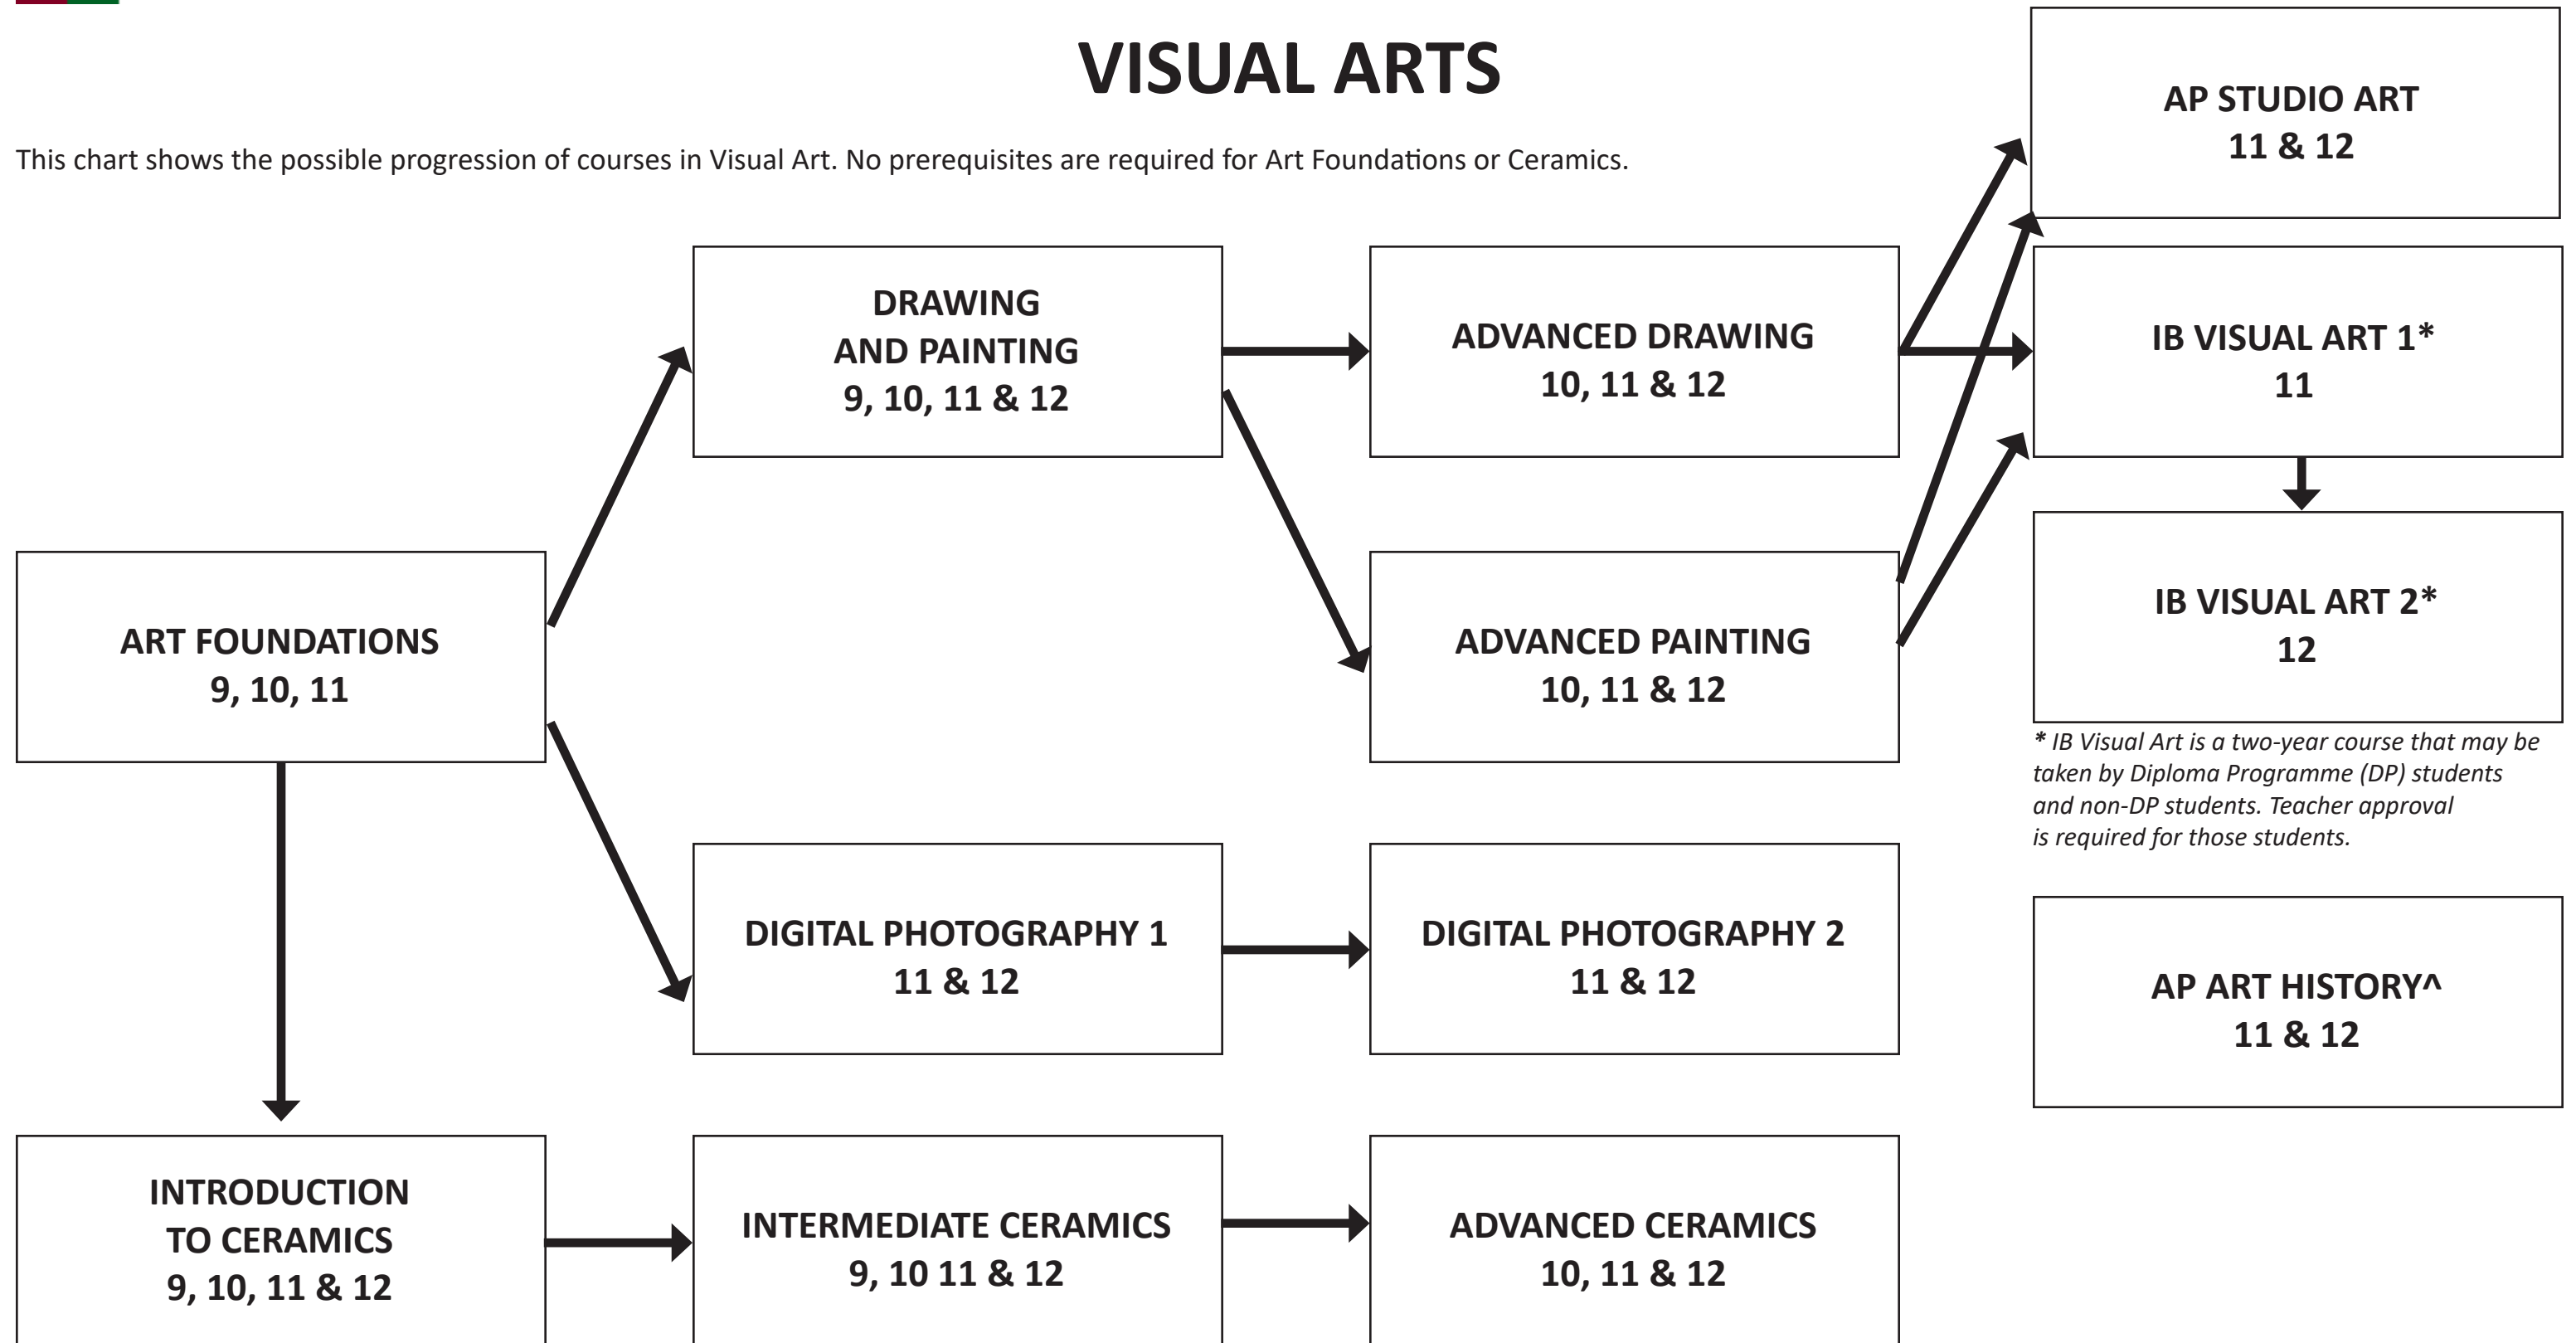 VISUAL ARTS
This chart shows the possible progression of courses in Visual Art. No prerequisites are required for Art Foundations or Ceramics.
AP STUDIO ART
11 & 12
DRAWING
AND PAINTING
9, 10, 11 & 12
ADVANCED DRAWING
10, 11 & 12
IB VISUAL ART 1*
11
ART FOUNDATIONS
9, 10, 11
ADVANCED PAINTING
10, 11 & 12
IB VISUAL ART 2*
12
* IB Visual Art is a two-year course that may be
taken by Diploma Programme (DP) students
and non-DP students. Teacher approval
is required for those students.
DIGITAL PHOTOGRAPHY 1
11 & 12
DIGITAL PHOTOGRAPHY 2
11 & 12
AP ART HISTORY^
11 & 12
INTRODUCTION
TO CERAMICS
9, 10, 11 & 12
INTERMEDIATE CERAMICS
9, 10 11 & 12
ADVANCED CERAMICS
10, 11 & 12